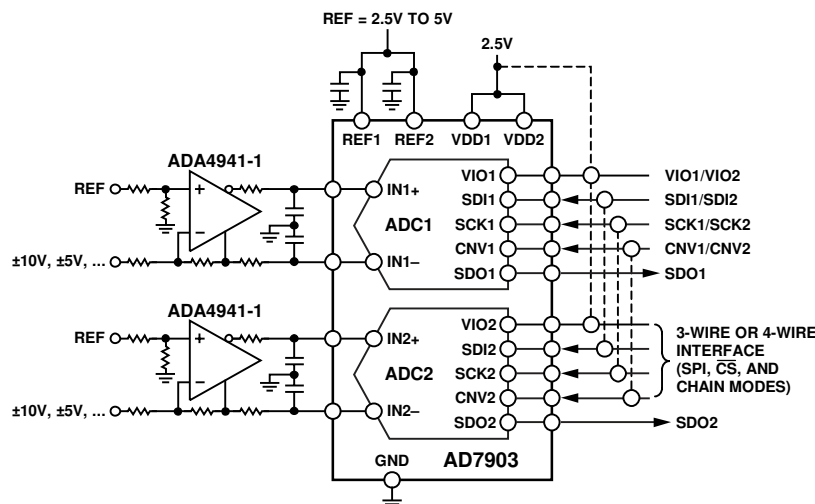 REF = 2.5V TO 5V
2.5V
REF1
REF2
VDD1
VDD2
ADA4941-1
REF
+
−
±10V, ±5V, ...
IN1+
ADC1
IN1–
VIO1
SDI1
SCK1
CNV1
SDO1
VIO1/VIO2
SDI1/SDI2
SCK1/SCK2
CNV1/CNV2
SDO1
ADA4941-1
REF
+
−
±10V, ±5V, ...
IN2+
ADC2
IN2–
VIO2
SDI2
SCK2
CNV2
SDO2
3-WIRE OR 4-WIRE
INTERFACE
(SPI, C̅S̅, AND
CHAIN MODES)
SDO2
GND
AD7903